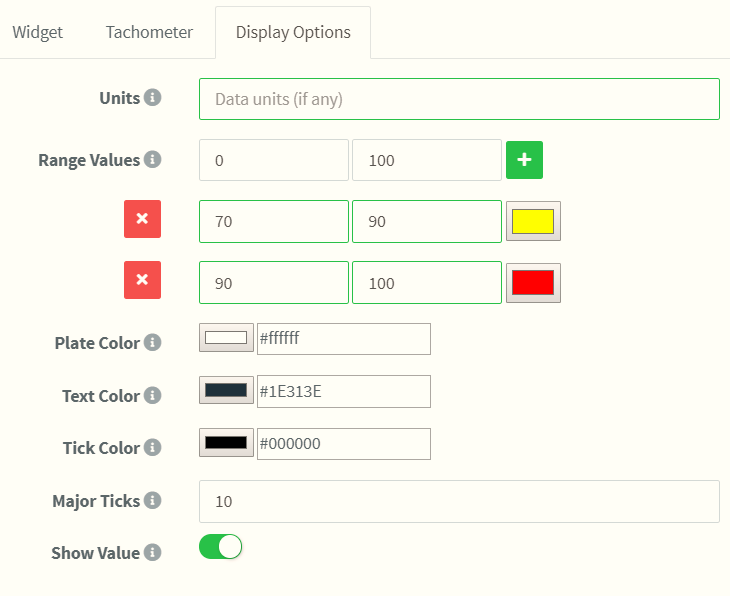 Widget Tachometer Display Options
Units Data units (if any)
Range Values 0 100
70 90
90 100
Plate Color #ffffff
Text Color #1E313E
Tick Color #000000
Major Ticks 10
Show Value